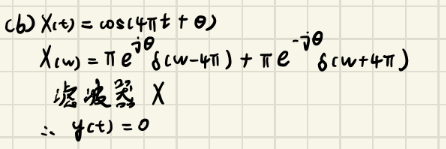 (b) X(t) = cos(4πt + θ)
X(w) = πe^{jθ}δ(w-4π) + πe^{-jθ}δ(w+4π)
滤波器 X
∴ y(t) = 0